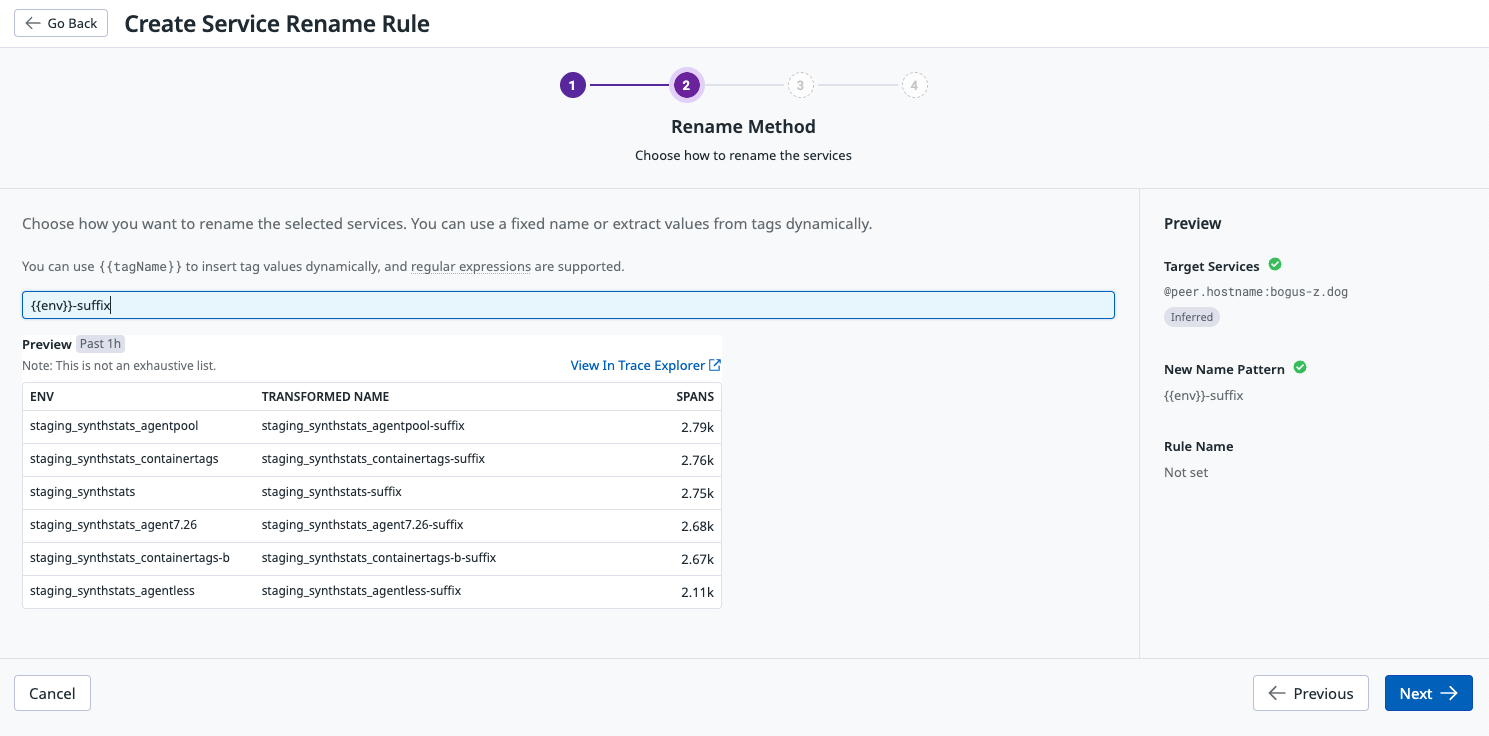 Go Back
Create Service Rename Rule
1
2
3
4
Rename Method
Choose how to rename the services
Choose how you want to rename the selected services. You can use a fixed name or extract values from tags dynamically.
You can use {{tagName}} to insert tag values dynamically, and regular expressions are supported.
{{env}}-suffix
Preview Past 1h
Note: This is not an exhaustive list.
View In Trace Explorer
ENV TRANSFORMED NAME SPANS
staging_synthstats_agentpool staging_synthstats_agentpool-suffix 2.79k
staging_synthstats_containertags staging_synthstats_containertags-suffix 2.76k
staging_synthstats staging_synthstats-suffix 2.75k
staging_synthstats_agent7.26 staging_synthstats_agent7.26-suffix 2.68k
staging_synthstats_containertags-b staging_synthstats_containertags-b-suffix 2.67k
staging_synthstats_agentless staging_synthstats_agentless-suffix 2.11k
Preview
Target Services
@peer.hostname:bogus-z.dog
Inferred
New Name Pattern
{{env}}-suffix
Rule Name
Not set
Cancel
Previous
Next